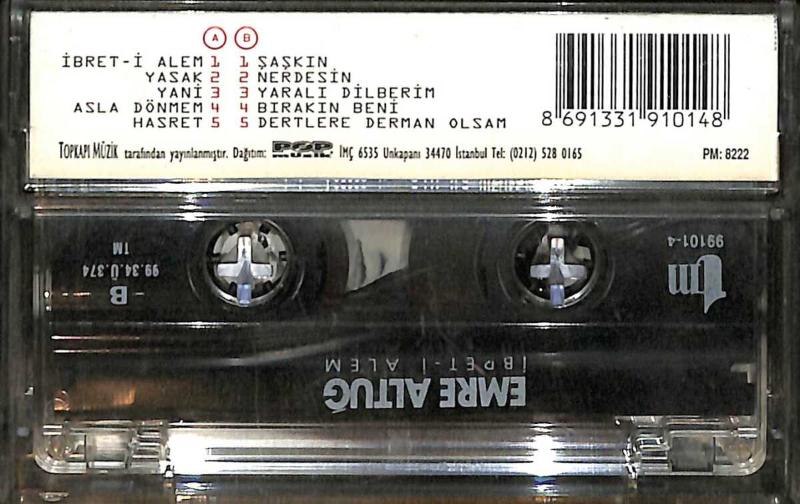 A B
İBRET-İ ALEM 1 1 ŞAŞKIN
YASAK 2 2 NERDESİN
YANİ 3 3 YARALI DİLBERİM
ASLA DÖNMEM 4 4 BIRAKIN BENİ
HASRET 5 5 DERTLERE DERMAN OLSAM
8 691331 910148
TOPKAPI MÜZİK tarafından yayınlanmıştır. Dağıtım: POP MÜZİK İMÇ 6535 Unkapanı 34470 İstanbul Tel: (0212) 528 0165 PM: 8222
EMRE ALTUĞ
İBRET-İ ALEM
tm
99101-4
B
99.34.Ü.374
TM